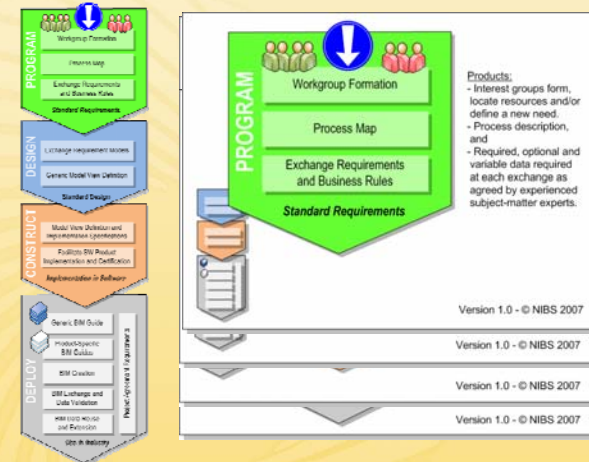 PROGRAM
Workgroup Formation
Process Map
Exchange Requirements
and Business Rules
Standard Requirements
DESIGN
Exchange Requirement Models
Generic Model View Definition
Standard Design
CONSTRUCT
Model View Definition and
Implementation Specifications
Facilitate BIM Product
Implementation and Certification
Implementation in Software
DEPLOY
Generic BIM Guide
Product-Specific
BIM Guides
BIM Creation
BIM Exchange and
Data Validation
BIM Data Reuse
and Extension
Project Agreement Requirements
Use in Industry
PROGRAM
Workgroup Formation
Process Map
Exchange Requirements
and Business Rules
Standard Requirements
Products:
- Interest groups form,
locate resources and/or
define a new need.
- Process description,
and
- Required, optional and
variable data required
at each exchange as
agreed by experienced
subject-matter experts.
Version 1.0 - © NIBS 2007
Version 1.0 - © NIBS 2007
Version 1.0 - © NIBS 2007
Version 1.0 - © NIBS 2007